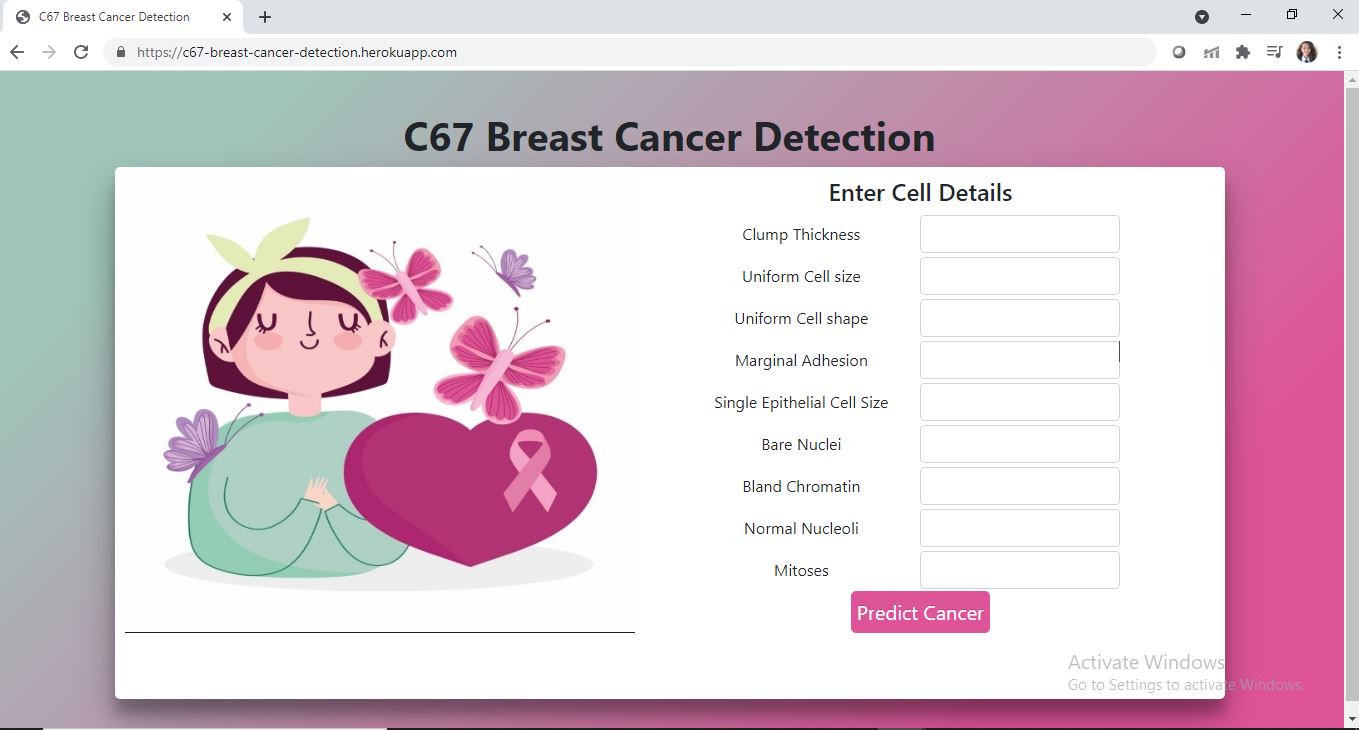 C67 Breast Cancer Detection
https://c67-breast-cancer-detection.herokuapp.com
C67 Breast Cancer Detection
Enter Cell Details
Clump Thickness
Uniform Cell size
Uniform Cell shape
Marginal Adhesion
Single Epithelial Cell Size
Bare Nuclei
Bland Chromatin
Normal Nucleoli
Mitoses
Predict Cancer
Activate Windows
Go to Settings to activate Windows.